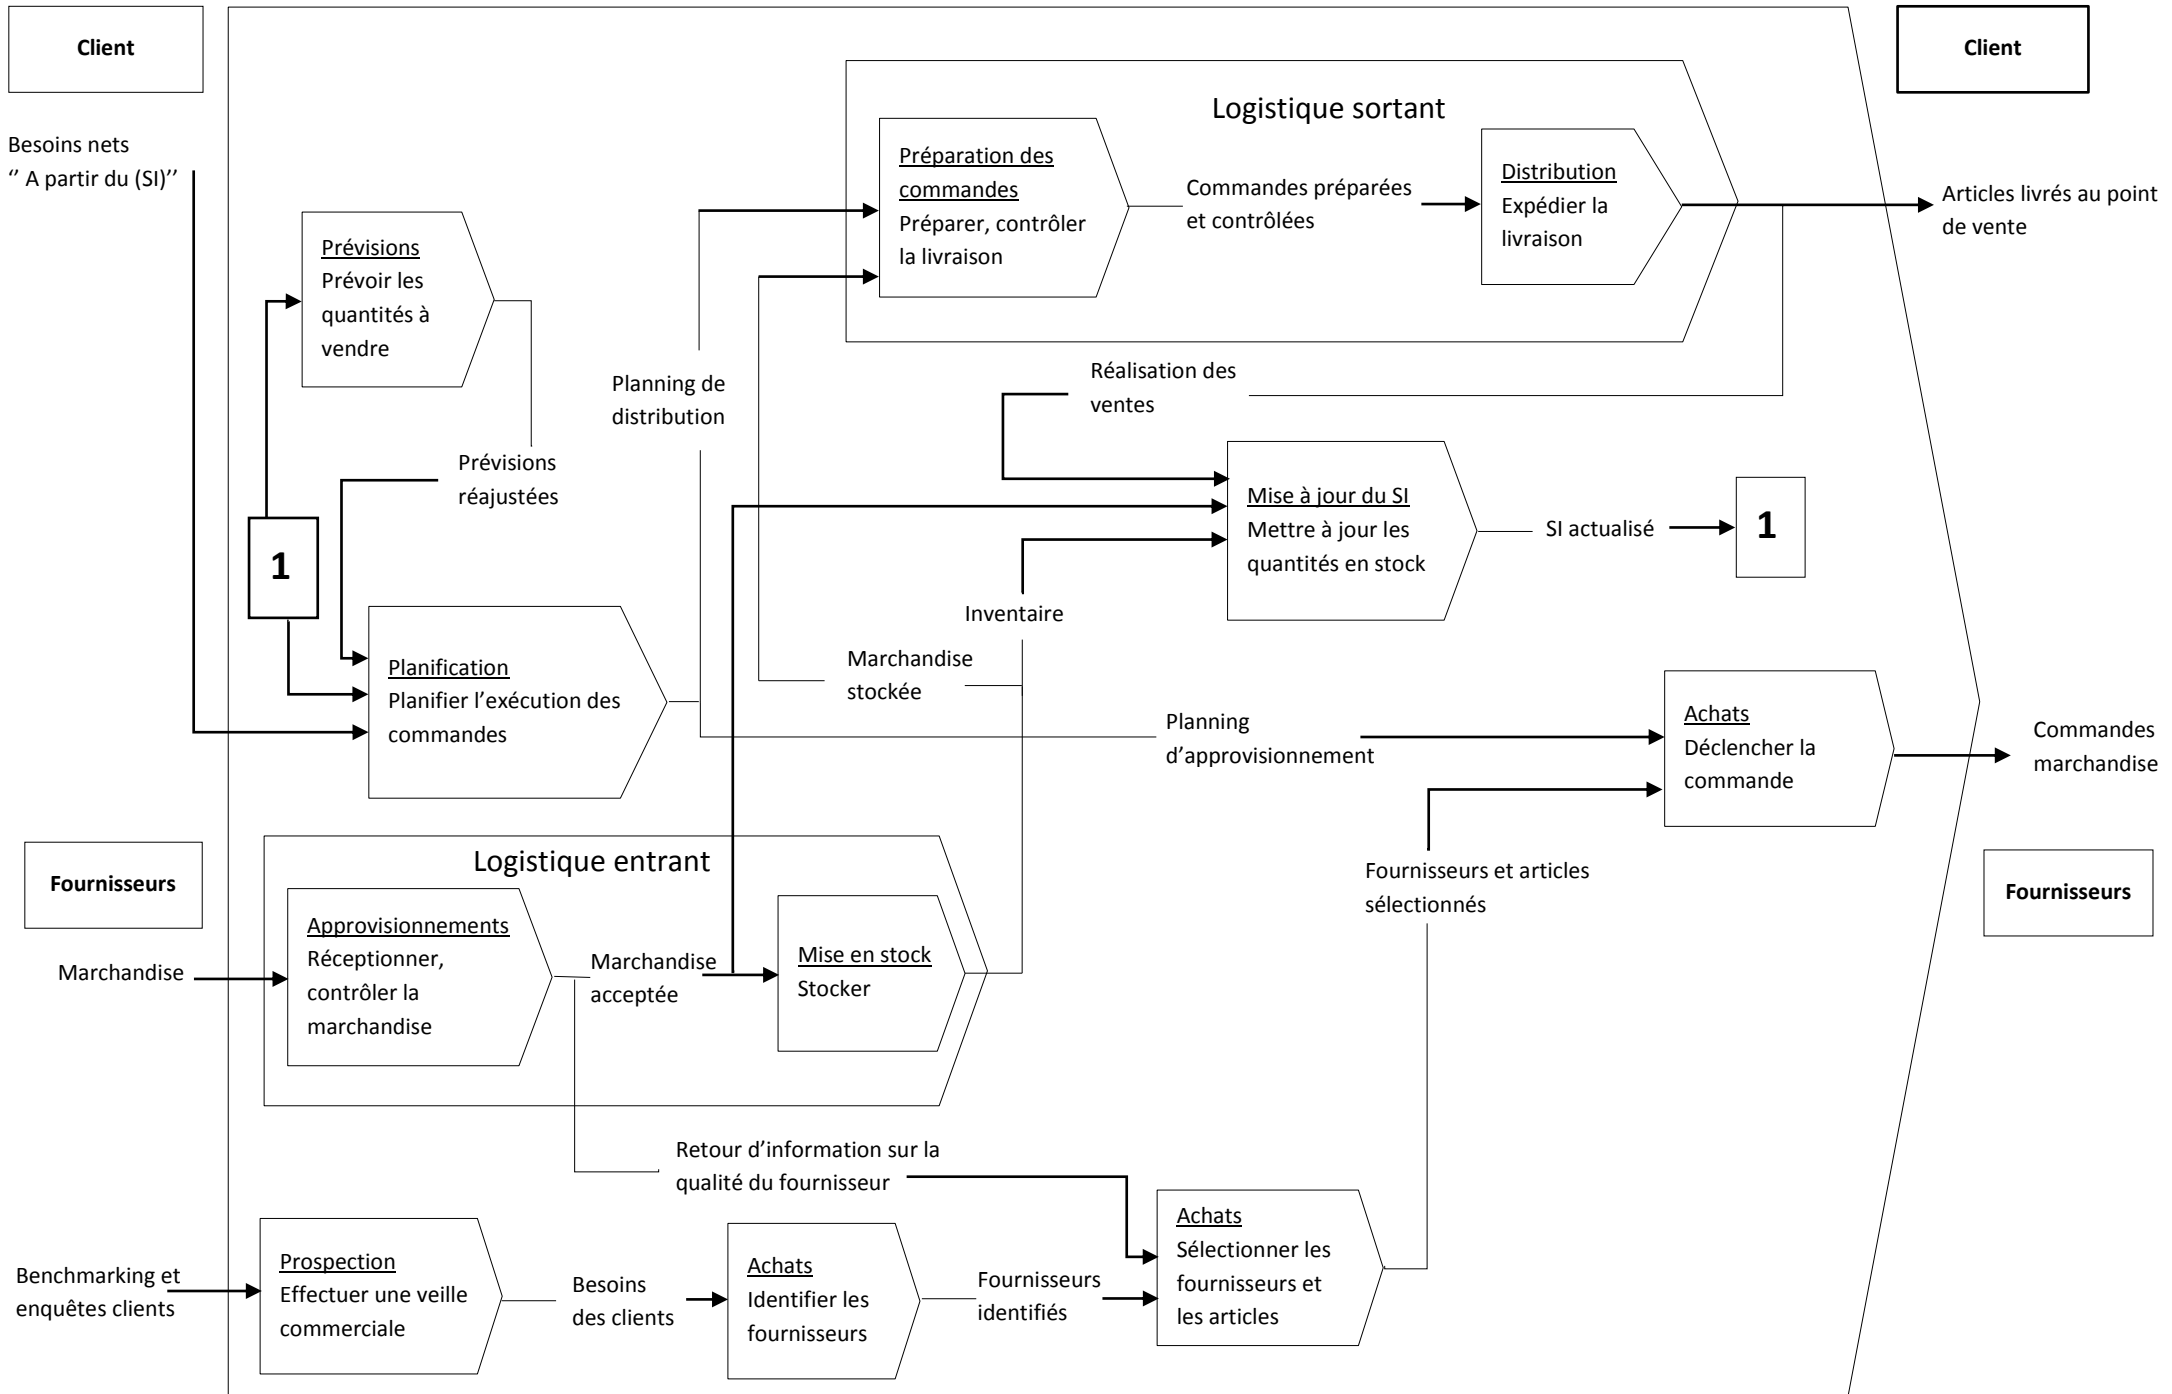 Client
Client
Logistique sortant
Besoins nets
‘’ A partir du (SI)’’
Préparation des
commandes
Préparer, contrôler
la livraison
Commandes préparées
et contrôlées
Distribution
Expédier la
livraison
Articles livrés au point
de vente
Prévisions
Prévoir les
quantités à
vendre
Planning de
distribution
Réalisation des
ventes
Prévisions
réajustées
1
Mise à jour du SI
Mettre à jour les
quantités en stock
SI actualisé
1
Inventaire
Marchandise
stockée
Planification
Planifier l’exécution des
commandes
Planning
d’approvisionnement
Achats
Déclencher la
commande
Commandes
marchandise
Fournisseurs
Logistique entrant
Fournisseurs et articles
sélectionnés
Fournisseurs
Marchandise
Approvisionnements
Réceptionner,
contrôler la
marchandise
Marchandise
acceptée
Mise en stock
Stocker
Retour d’information sur la
qualité du fournisseur
Benchmarking et
enquêtes clients
Prospection
Effectuer une veille
commerciale
Besoins
des clients
Achats
Identifier les
fournisseurs
Fournisseurs
identifiés
Achats
Sélectionner les
fournisseurs et
les articles